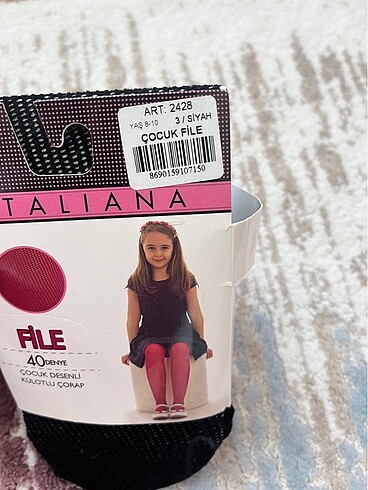 ART: 2428
YAŞ 8-10 3 / SİYAH
ÇOCUK FİLE
8690159107150
TALIANA
FİLE
40 DENYE
ÇOCUK DESENLİ
KÜLOTLU ÇORAP